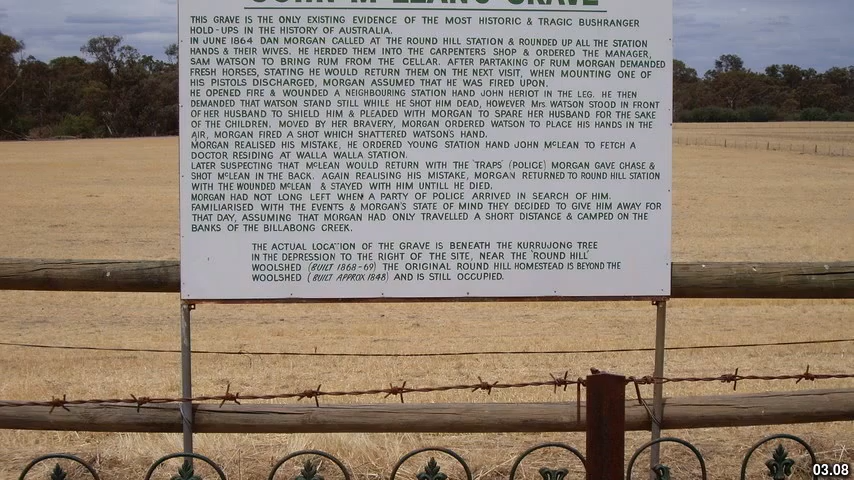 JOHN McLEAN'S GRAVE
THIS GRAVE IS THE ONLY EXISTING EVIDENCE OF THE MOST HISTORIC & TRAGIC BUSHRANGER
HOLD-UPS IN THE HISTORY OF AUSTRALIA.
IN JUNE 1864 DAN MORGAN CALLED AT THE ROUND HILL STATION & ROUNDED UP ALL THE STATION
HANDS & THEIR WIVES. HE HERDED THEM INTO THE CARPENTERS SHOP & ORDERED THE MANAGER,
SAM WATSON TO BRING RUM FROM THE CELLAR. AFTER PARTAKING OF RUM MORGAN DEMANDED
FRESH HORSES, STATING HE WOULD RETURN THEM ON THE NEXT VISIT, WHEN MOUNTING ONE OF
HIS PISTOLS DISCHARGED, MORGAN ASSUMED THAT HE WAS FIRED UPON.
HE OPENED FIRE & WOUNDED A NEIGHBOURING STATION HAND JOHN HERIOT IN THE LEG. HE THEN
DEMANDED THAT WATSON STAND STILL WHILE HE SHOT HIM DEAD, HOWEVER Mrs. WATSON STOOD IN FRONT
OF HER HUSBAND TO SHIELD HIM & PLEADED WITH MORGAN TO SPARE HER HUSBAND FOR THE SAKE
OF THE CHILDREN. MOVED BY HER BRAVERY, MORGAN ORDERED WATSON TO PLACE HIS HANDS IN THE
AIR, MORGAN FIRED A SHOT WHICH SHATTERED WATSON'S HAND.
MORGAN REALISED HIS MISTAKE, HE ORDERED YOUNG STATION HAND JOHN McLEAN TO FETCH A
DOCTOR RESIDING AT WALLA WALLA STATION.
LATER SUSPECTING THAT McLEAN WOULD RETURN WITH THE 'TRAPS' (POLICE) MORGAN GAVE CHASE &
SHOT McLEAN IN THE BACK. AGAIN REALISING HIS MISTAKE, MORGAN RETURNED TO ROUND HILL STATION
WITH THE WOUNDED McLEAN & STAYED WITH HIM UNTILL HE DIED.
MORGAN HAD NOT LONG LEFT WHEN A PARTY OF POLICE ARRIVED IN SEARCH OF HIM.
FAMILIARISED WITH THE EVENTS & MORGAN'S STATE OF MIND THEY DECIDED TO GIVE HIM AWAY FOR
THAT DAY, ASSUMING THAT MORGAN HAD ONLY TRAVELLED A SHORT DISTANCE & CAMPED ON THE
BANKS OF THE BILLABONG CREEK.
THE ACTUAL LOCATION OF THE GRAVE IS BENEATH THE KURRUJONG TREE
IN THE DEPRESSION TO THE RIGHT OF THE SITE, NEAR THE 'ROUND HILL'
WOOLSHED (BUILT 1868-69) THE ORIGINAL ROUND HILL HOMESTEAD IS BEYOND THE
WOOLSHED (BUILT APPROX 1848) AND IS STILL OCCUPIED.
03.08